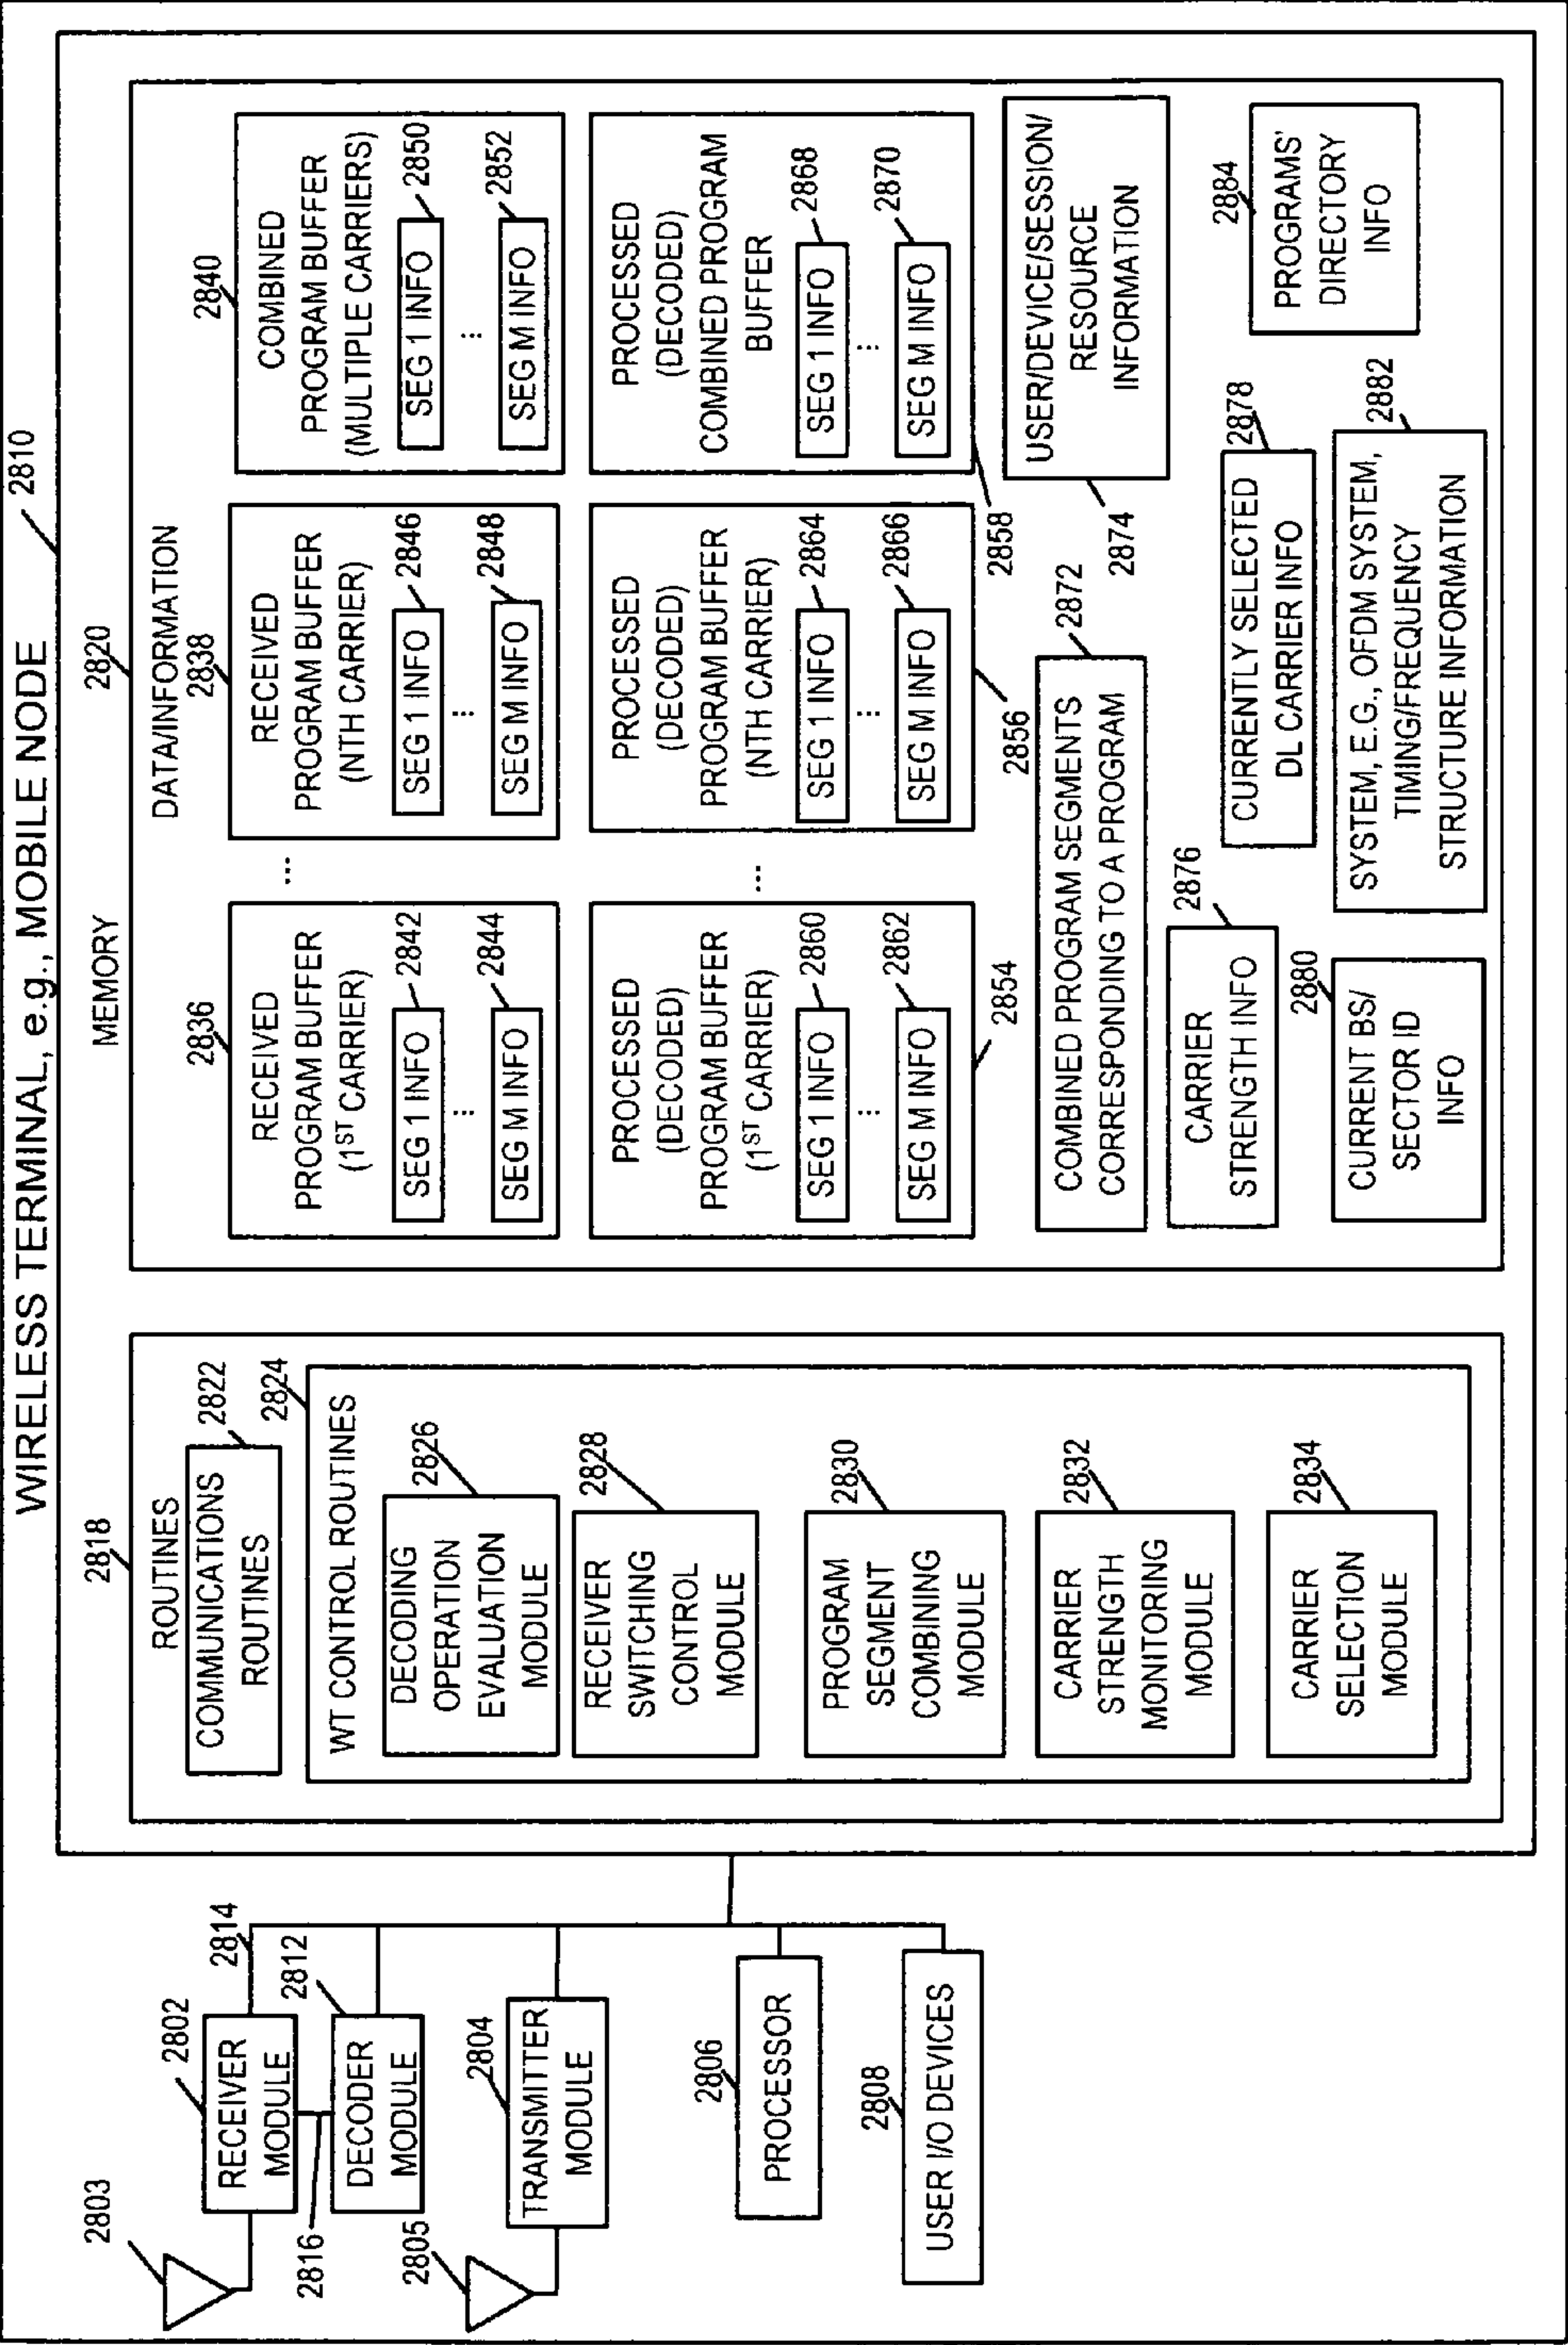 WIRELESS TERMINAL, e.g., MOBILE NODE
2810
2803
2802
RECEIVER
MODULE
2814
2816
2812
DECODER
MODULE
2805
2804
TRANSMITTER
MODULE
2806
PROCESSOR
2808
USER I/O DEVICES
MEMORY
2818
ROUTINES
COMMUNICATIONS
ROUTINES
2822
2824
WT CONTROL ROUTINES
DECODING
OPERATION
EVALUATION
MODULE
2826
RECEIVER
SWITCHING
CONTROL
MODULE
2828
PROGRAM
SEGMENT
COMBINING
MODULE
2830
CARRIER
STRENGTH
MONITORING
MODULE
2832
CARRIER
SELECTION
MODULE
2834
2820
DATA/INFORMATION
2836
RECEIVED
PROGRAM BUFFER
(1ST CARRIER)
SEG 1 INFO
2842
...
SEG M INFO
2844
...
2838
RECEIVED
PROGRAM BUFFER
(NTH CARRIER)
SEG 1 INFO
2846
...
SEG M INFO
2848
2840
COMBINED
PROGRAM BUFFER
(MULTIPLE CARRIERS)
SEG 1 INFO
2850
...
SEG M INFO
2852
PROCESSED
(DECODED)
PROGRAM BUFFER
(1ST CARRIER)
SEG 1 INFO
2860
...
SEG M INFO
2862
2854
...
PROCESSED
(DECODED)
PROGRAM BUFFER
(NTH CARRIER)
SEG 1 INFO
2864
...
SEG M INFO
2866
2856
PROCESSED
(DECODED)
COMBINED PROGRAM
BUFFER
SEG 1 INFO
2868
...
SEG M INFO
2870
2858
COMBINED PROGRAM SEGMENTS
CORRESPONDING TO A PROGRAM
2872
USER/DEVICE/SESSION/
RESOURCE
INFORMATION
2874
CARRIER
STRENGTH INFO
2876
CURRENTLY SELECTED
DL CARRIER INFO
2878
2884
PROGRAMS'
DIRECTORY
INFO
2880
CURRENT BS/
SECTOR ID
INFO
SYSTEM, E.G., OFDM SYSTEM,
TIMING/FREQUENCY
STRUCTURE INFORMATION
2882